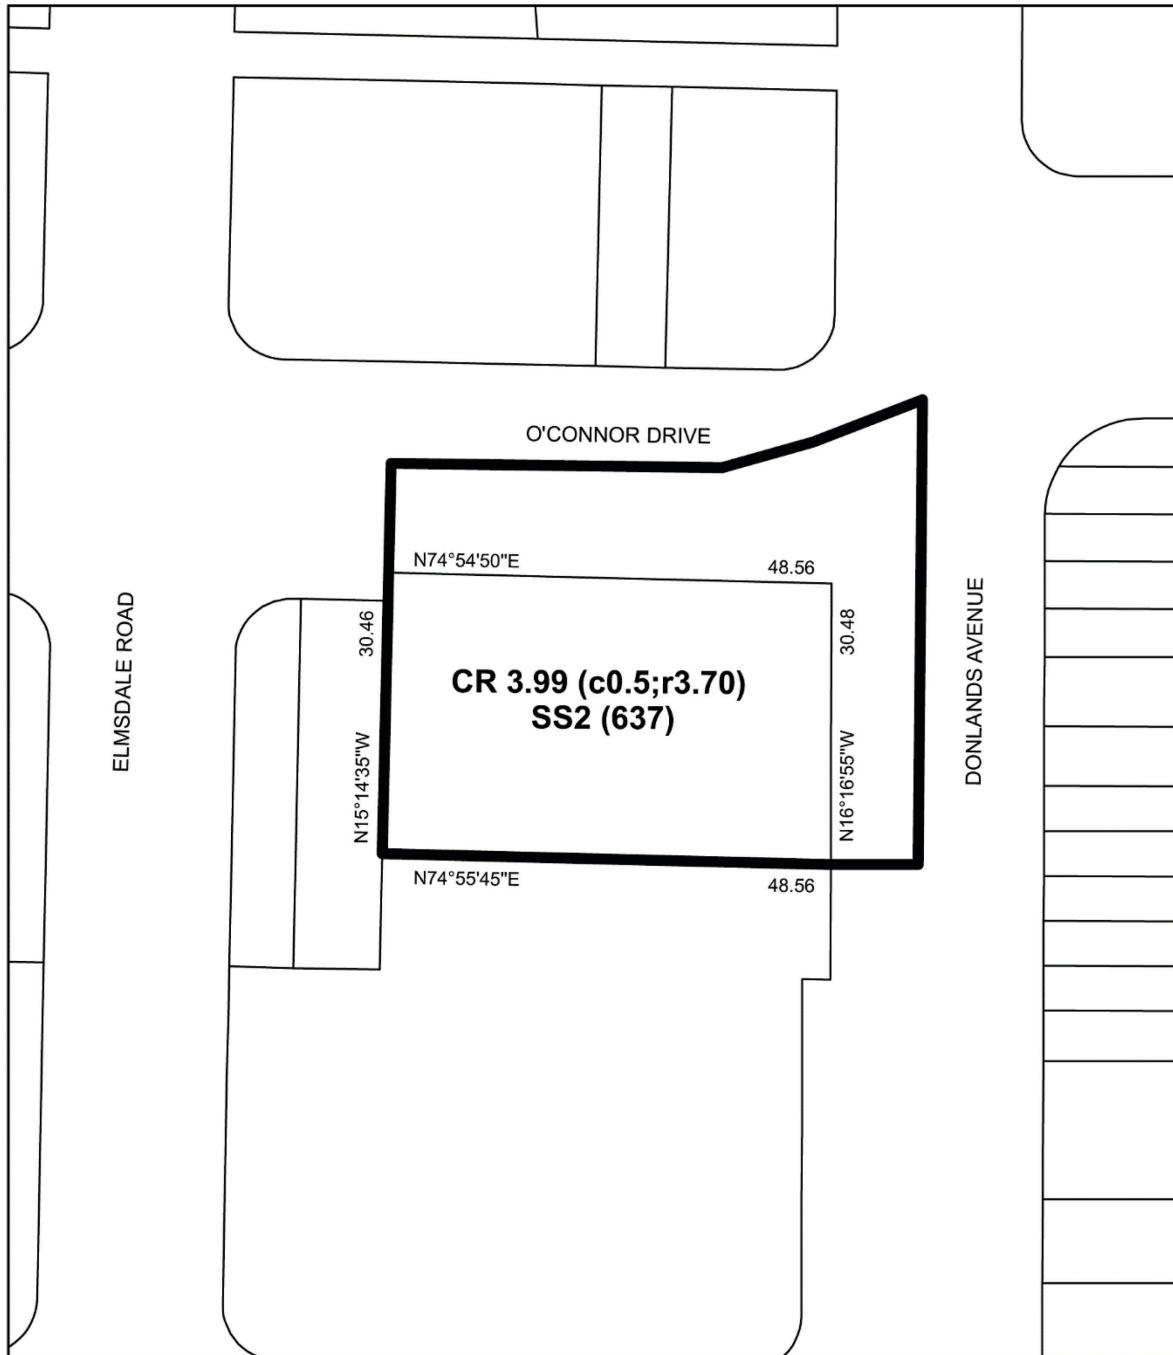 O'CONNOR DRIVE
N74°54'50"E
48.56
30.46
30.48
ELMSDALE ROAD
CR 3.99 (c0.5;r3.70)
SS2 (637)
DONLANDS AVENUE
N15°14'35"W
N16°16'55"W
N74°55'45"E
48.56